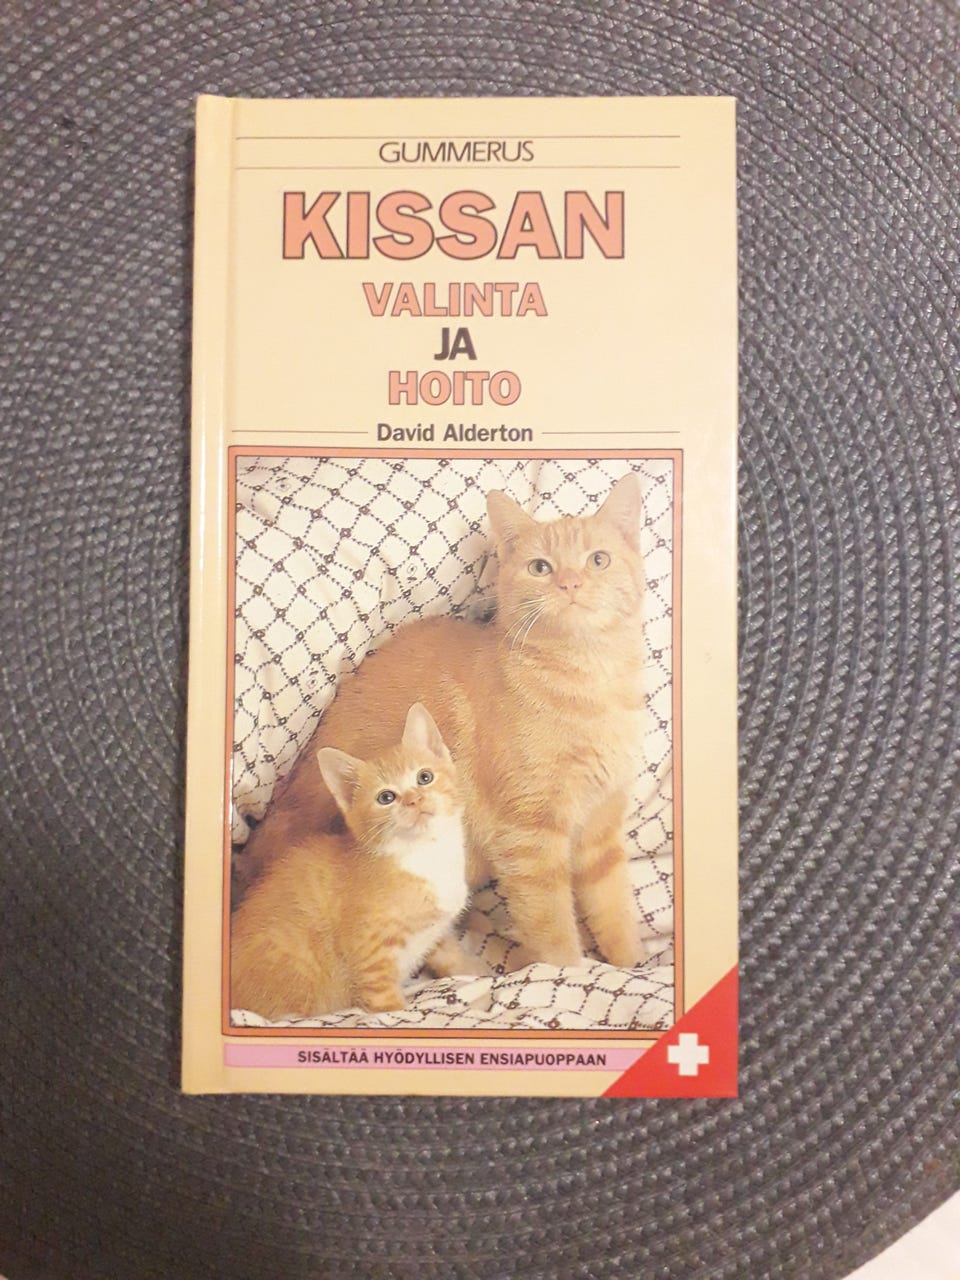 GUMMERUS
KISSAN
VALINTA
JA
HOITO
David Alderton
SISÄLTÄÄ HYÖDYLLISEN ENSIAPUOPPAAN